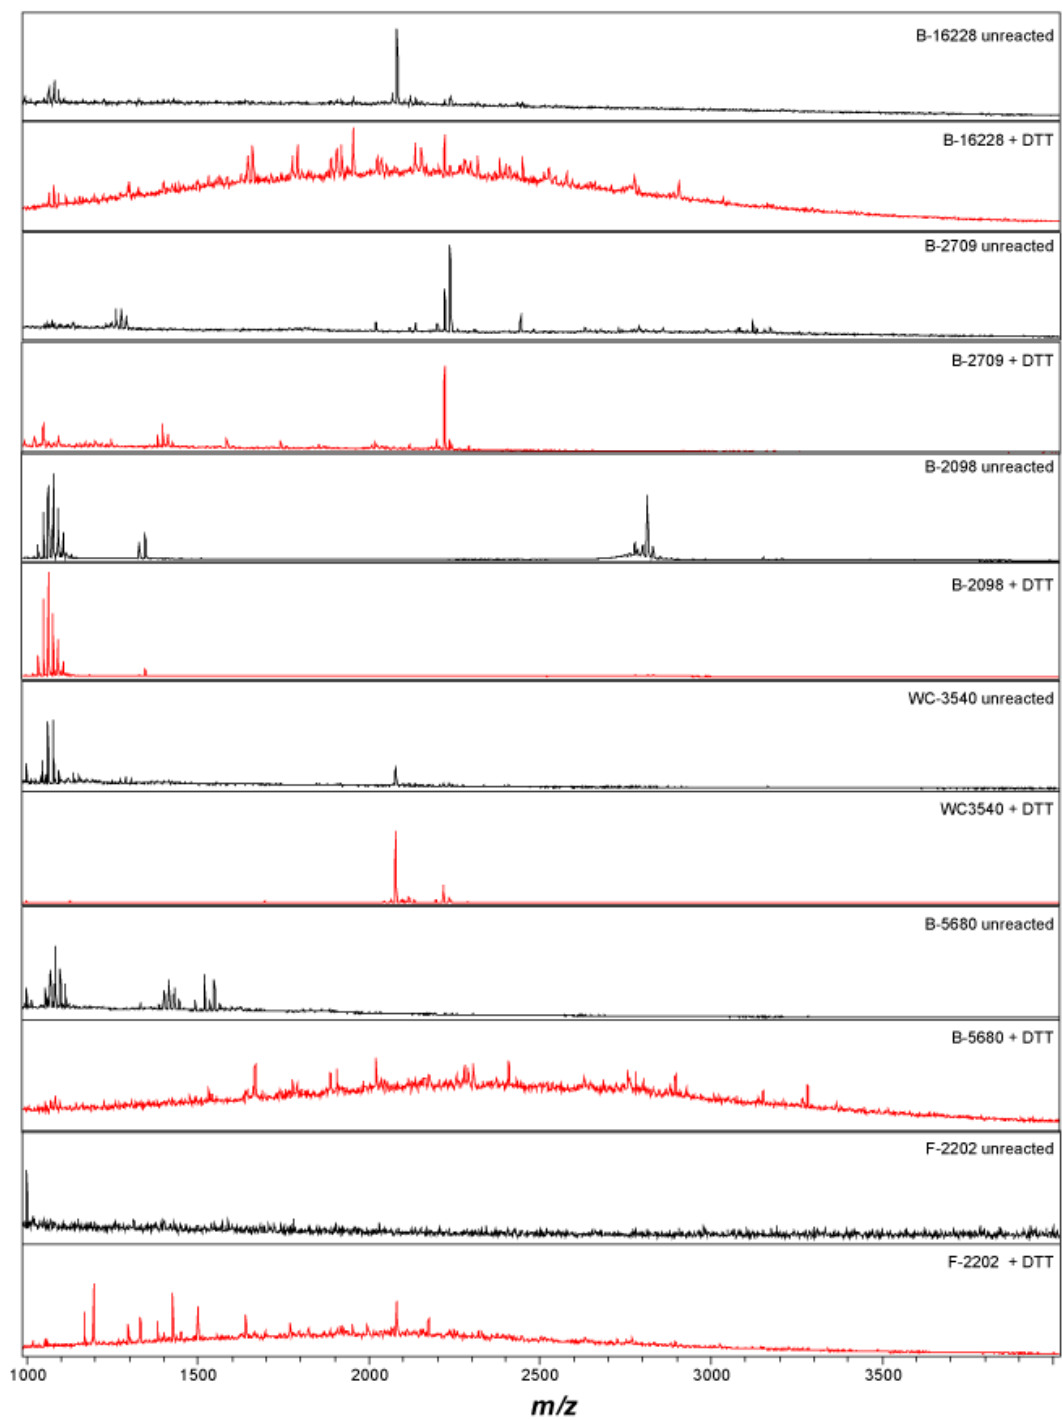 B-16228 unreacted
B-16228 + DTT
B-2709 unreacted
B-2709 + DTT
B-2098 unreacted
B-2098 + DTT
WC-3540 unreacted
WC3540 + DTT
B-5680 unreacted
B-5680 + DTT
F-2202 unreacted
F-2202 + DTT
1000 1500 2000 2500 3000 3500
m/z